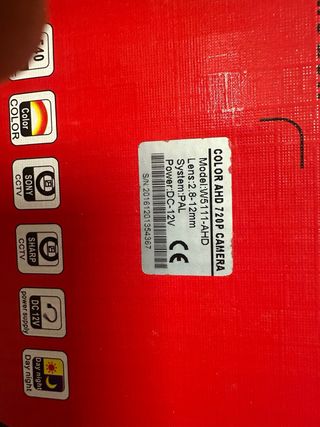 COLOR AHD 720P CAMERA
Model:W5111-AHD
Lens:2.8-12mm
System:PAL
Power:DC-12V
S/N:20161201354367
CE
Color
COLOR
SONY
CCTV
SHARP
CCTV
DC 12V
power supply
Day night
Day night